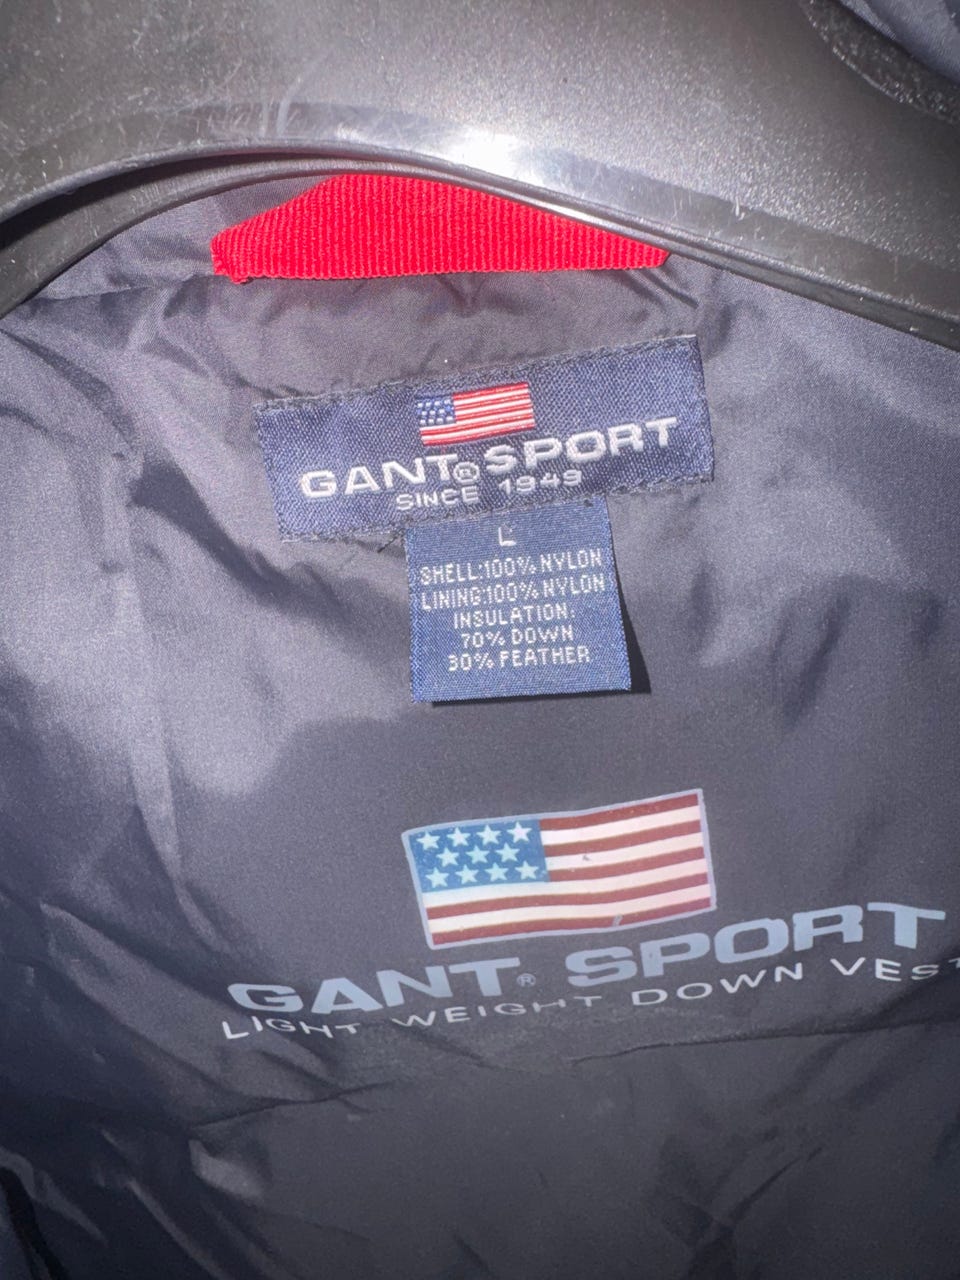 GANT® SPORT
SINCE 1949
L
SHELL:100% NYLON
LINING:100% NYLON
INSULATION:
70% DOWN
30% FEATHER
GANT® SPORT
LIGHT WEIGHT DOWN VEST